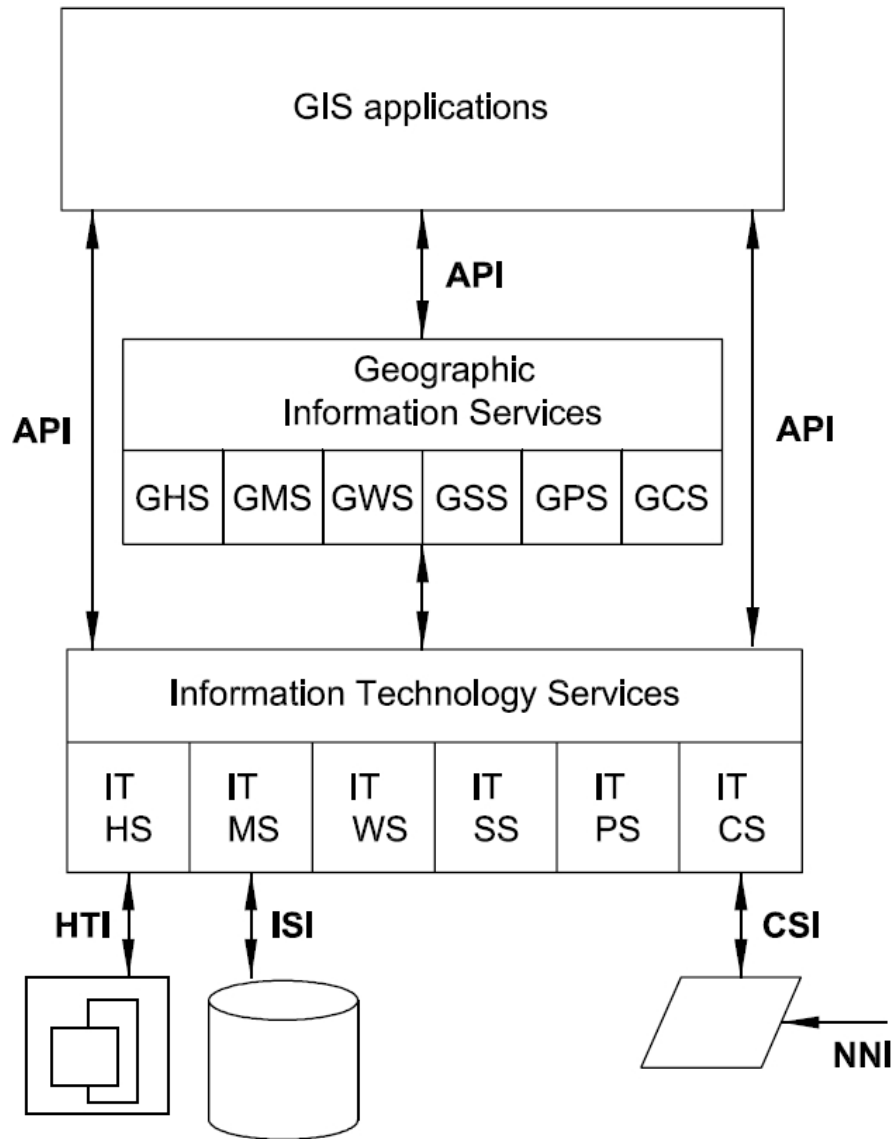 GIS applications
API
Geographic
Information Services
API
API
GHS GMS GWS GSS GPS GCS
Information Technology Services
IT IT IT IT IT IT
HS MS WS SS PS CS
HTI ISI CSI
NNI